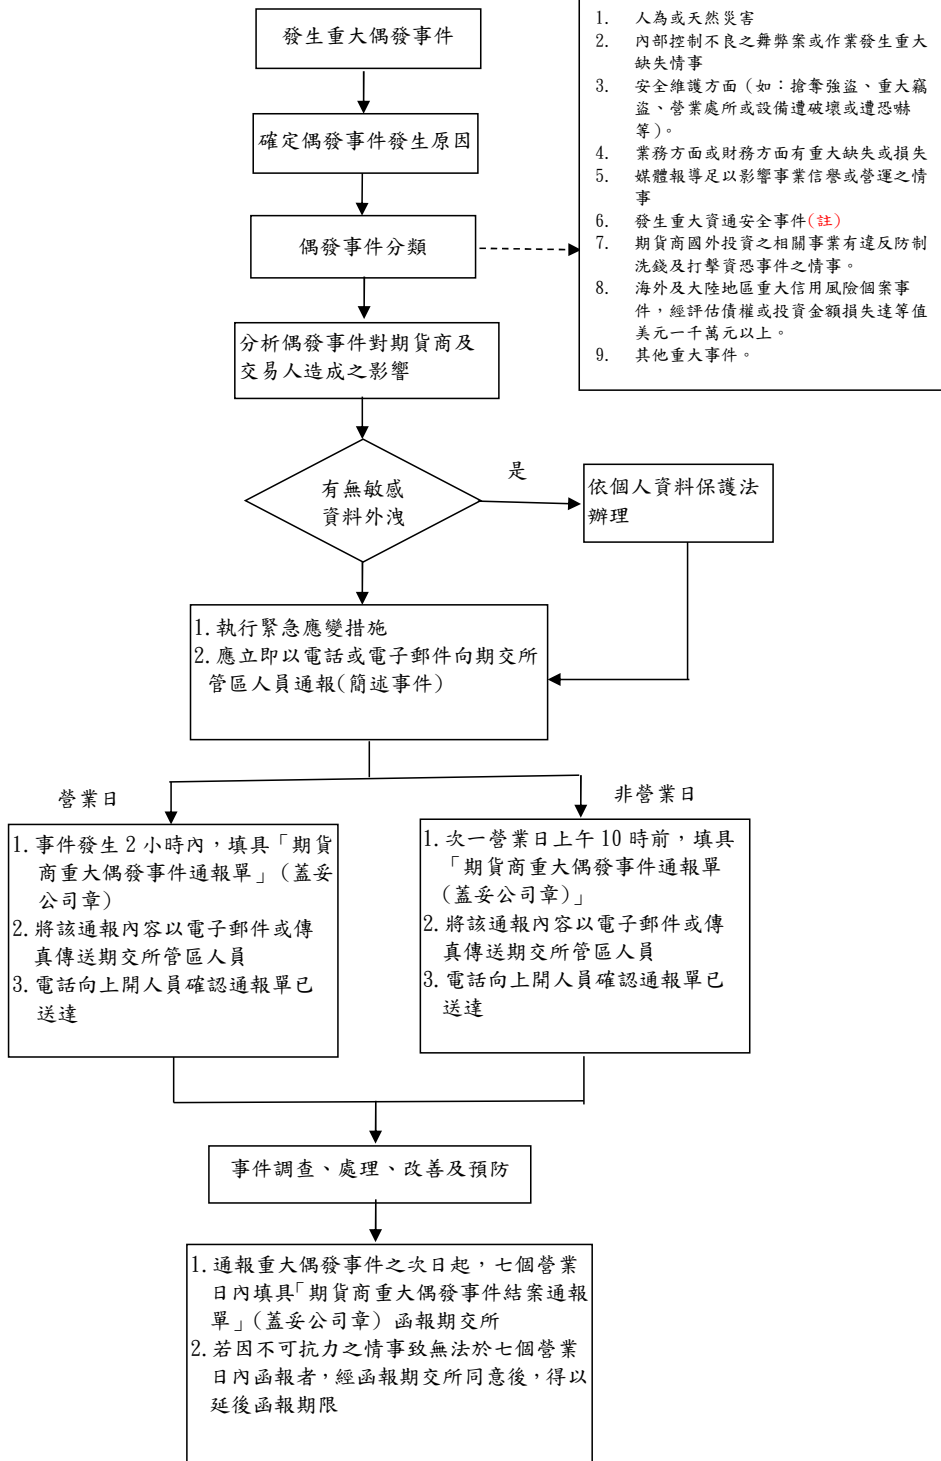 發生重大偶發事件
確定偶發事件發生原因
偶發事件分類
1. 人為或天然災害
2. 內部控制不良之舞弊案或作業發生重大
缺失情事
3. 安全維護方面（如：搶奪強盜、重大竊
盜、營業處所或設備遭破壞或遭恐嚇
等）。
4. 業務方面或財務方面有重大缺失或損失
5. 媒體報導足以影響事業信譽或營運之情
事
6. 發生重大資通安全事件(註)
7. 期貨商國外投資之相關事業有違反防制
洗錢及打擊資恐事件之情事。
8. 海外及大陸地區重大信用風險個案事
件，經評估債權或投資金額損失達等值
美元一千萬元以上。
9. 其他重大事件。
分析偶發事件對期貨商及
交易人造成之影響
有無敏感
資料外洩
是
依個人資料保護法
辦理
1.執行緊急應變措施
2.應立即以電話或電子郵件向期交所
管區人員通報(簡述事件)
營業日
非營業日
1.事件發生 2 小時內，填具「期貨
商重大偶發事件通報單」(蓋妥
公司章)
2.將該通報內容以電子郵件或傳
真傳送期交所管區人員
3.電話向上開人員確認通報單已
送達
1.次一營業日上午 10 時前，填具
「期貨商重大偶發事件通報單
(蓋妥公司章)」
2.將該通報內容以電子郵件或傳
真傳送期交所管區人員
3.電話向上開人員確認通報單已
送達
事件調查、處理、改善及預防
1.通報重大偶發事件之次日起，七個營業
日內填具「期貨商重大偶發事件結案通報
單」(蓋妥公司章) 函報期交所
2.若因不可抗力之情事致無法於七個營業
日內函報者，經函報期交所同意後，得以
延後函報期限